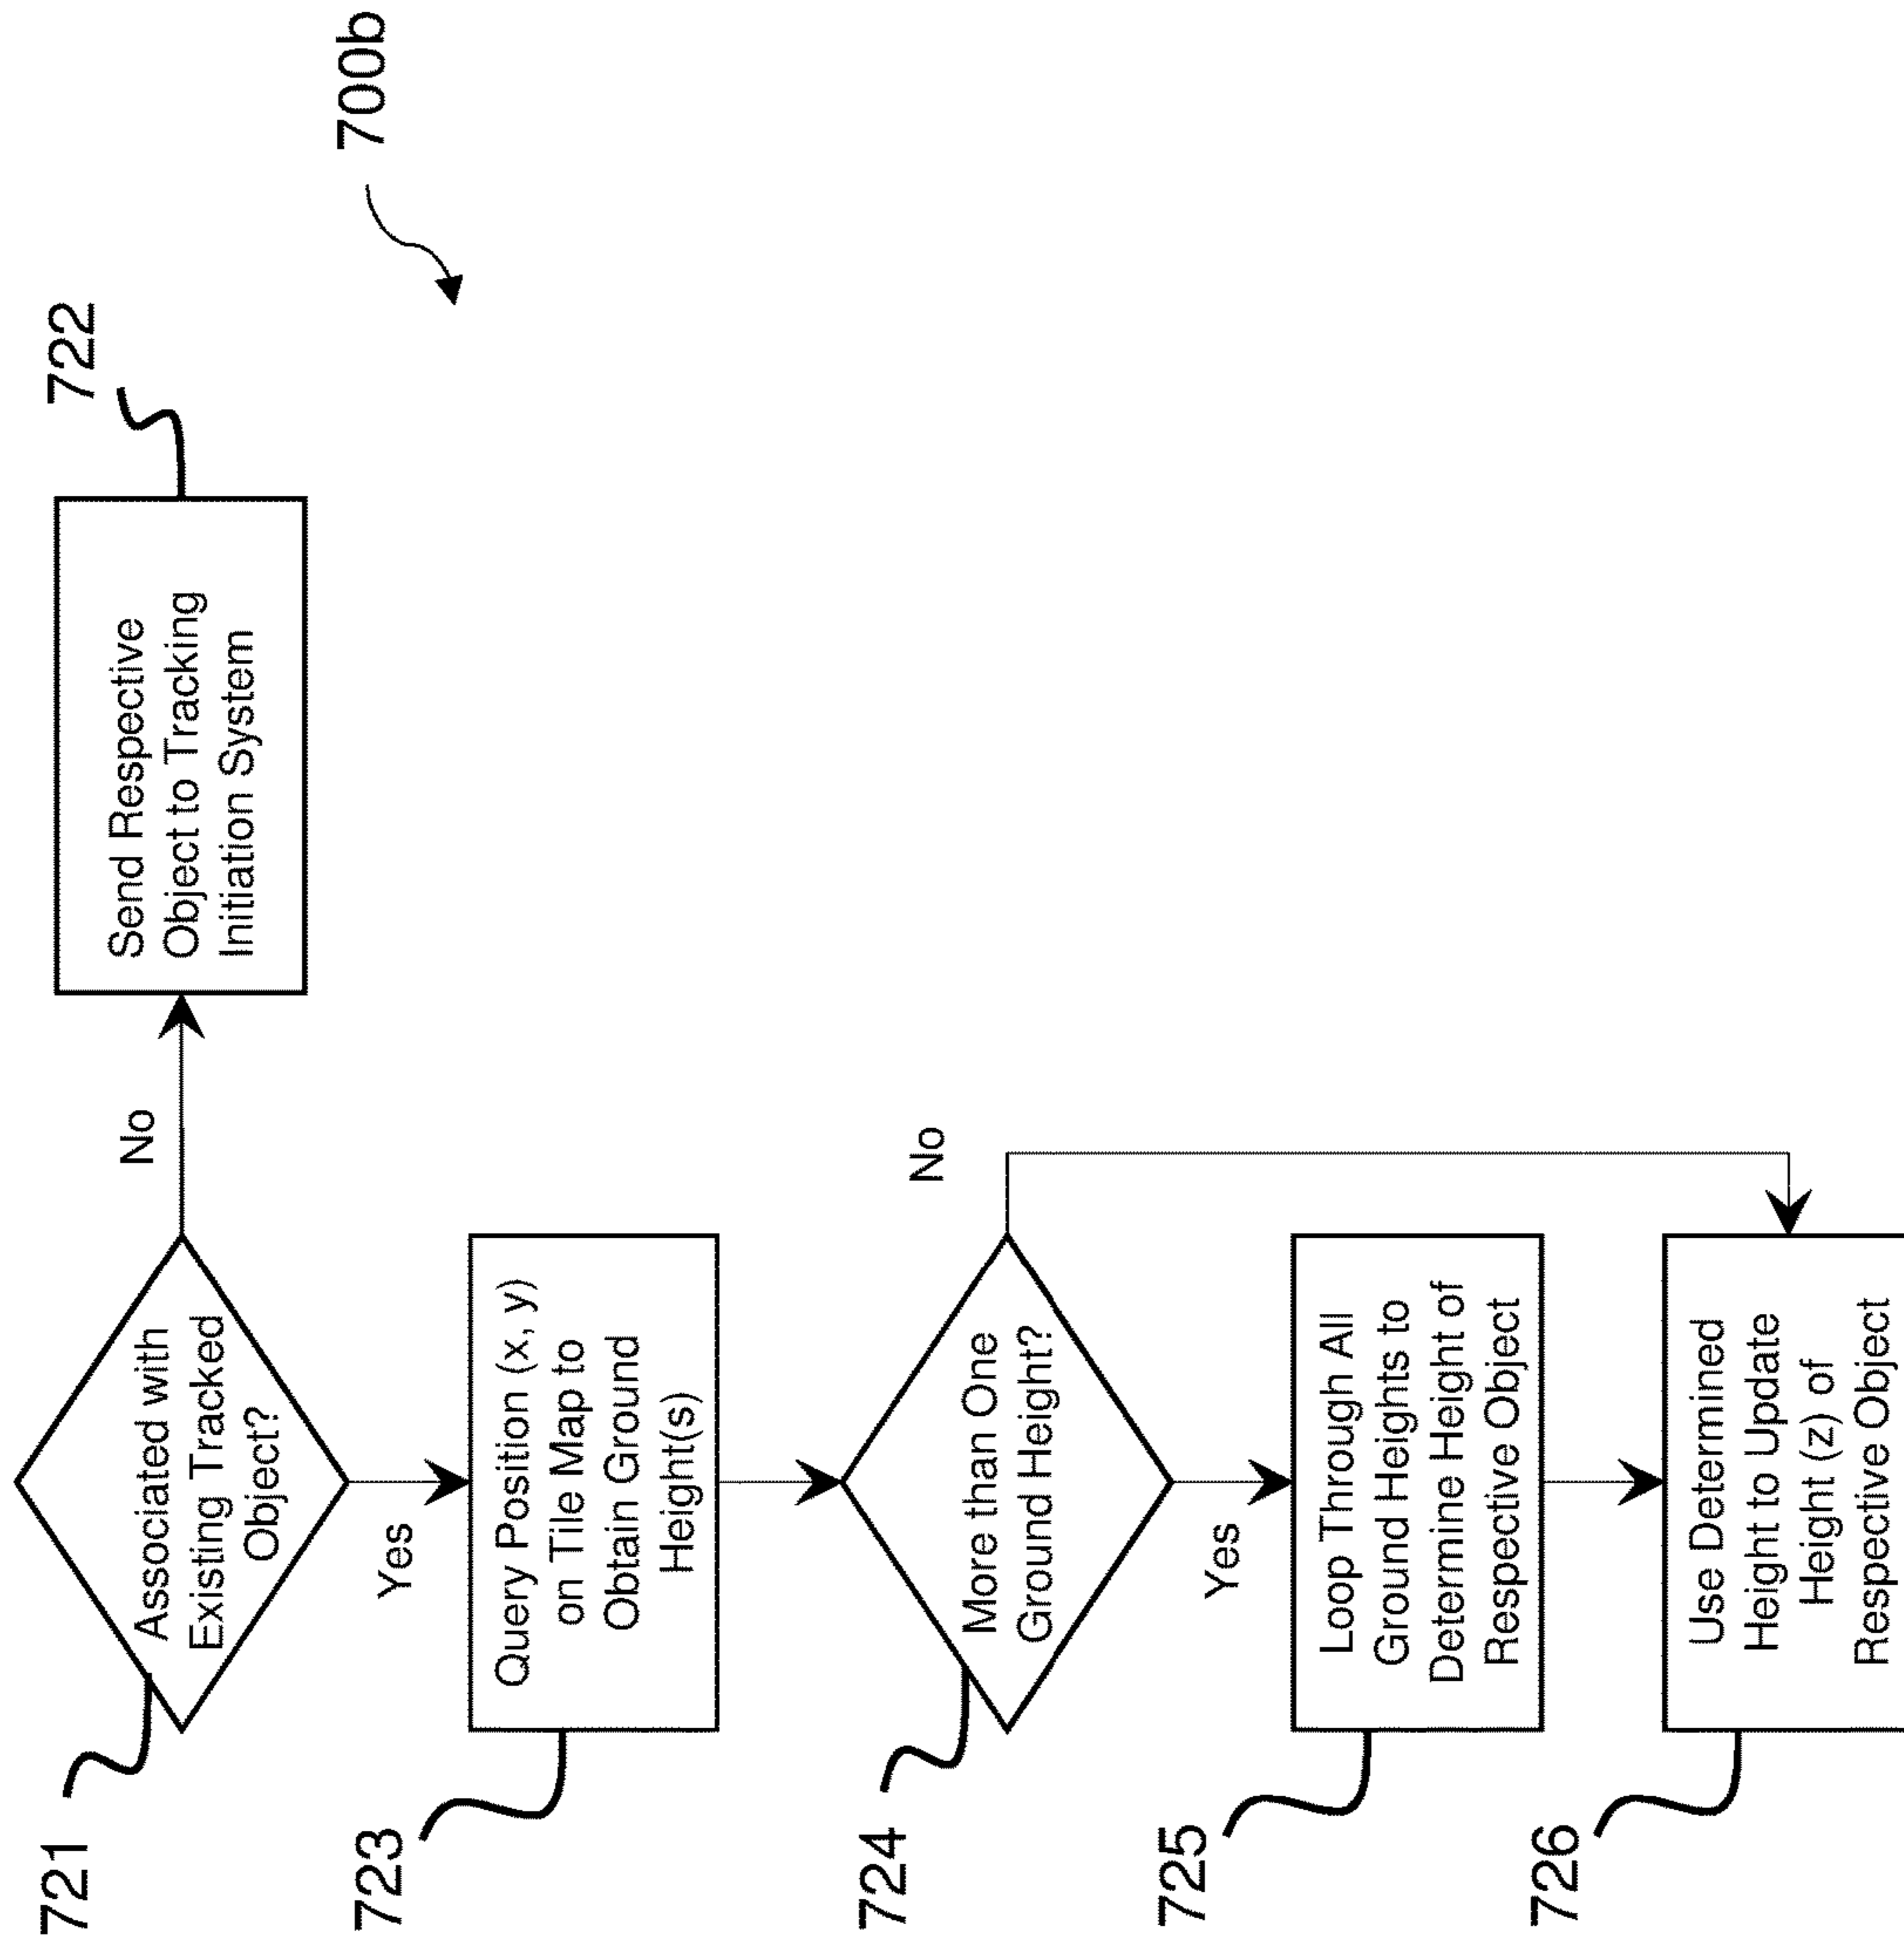 700b
721
Associated with
Existing Tracked
Object?
No
722
Send Respective
Object to Tracking
Initiation System
Yes
723
Query Position (x, y)
on Tile Map to
Obtain Ground
Height(s)
724
More than One
Ground Height?
No
Yes
725
Loop Through All
Ground Heights to
Determine Height of
Respective Object
726
Use Determined
Height to Update
Height (z) of
Respective Object